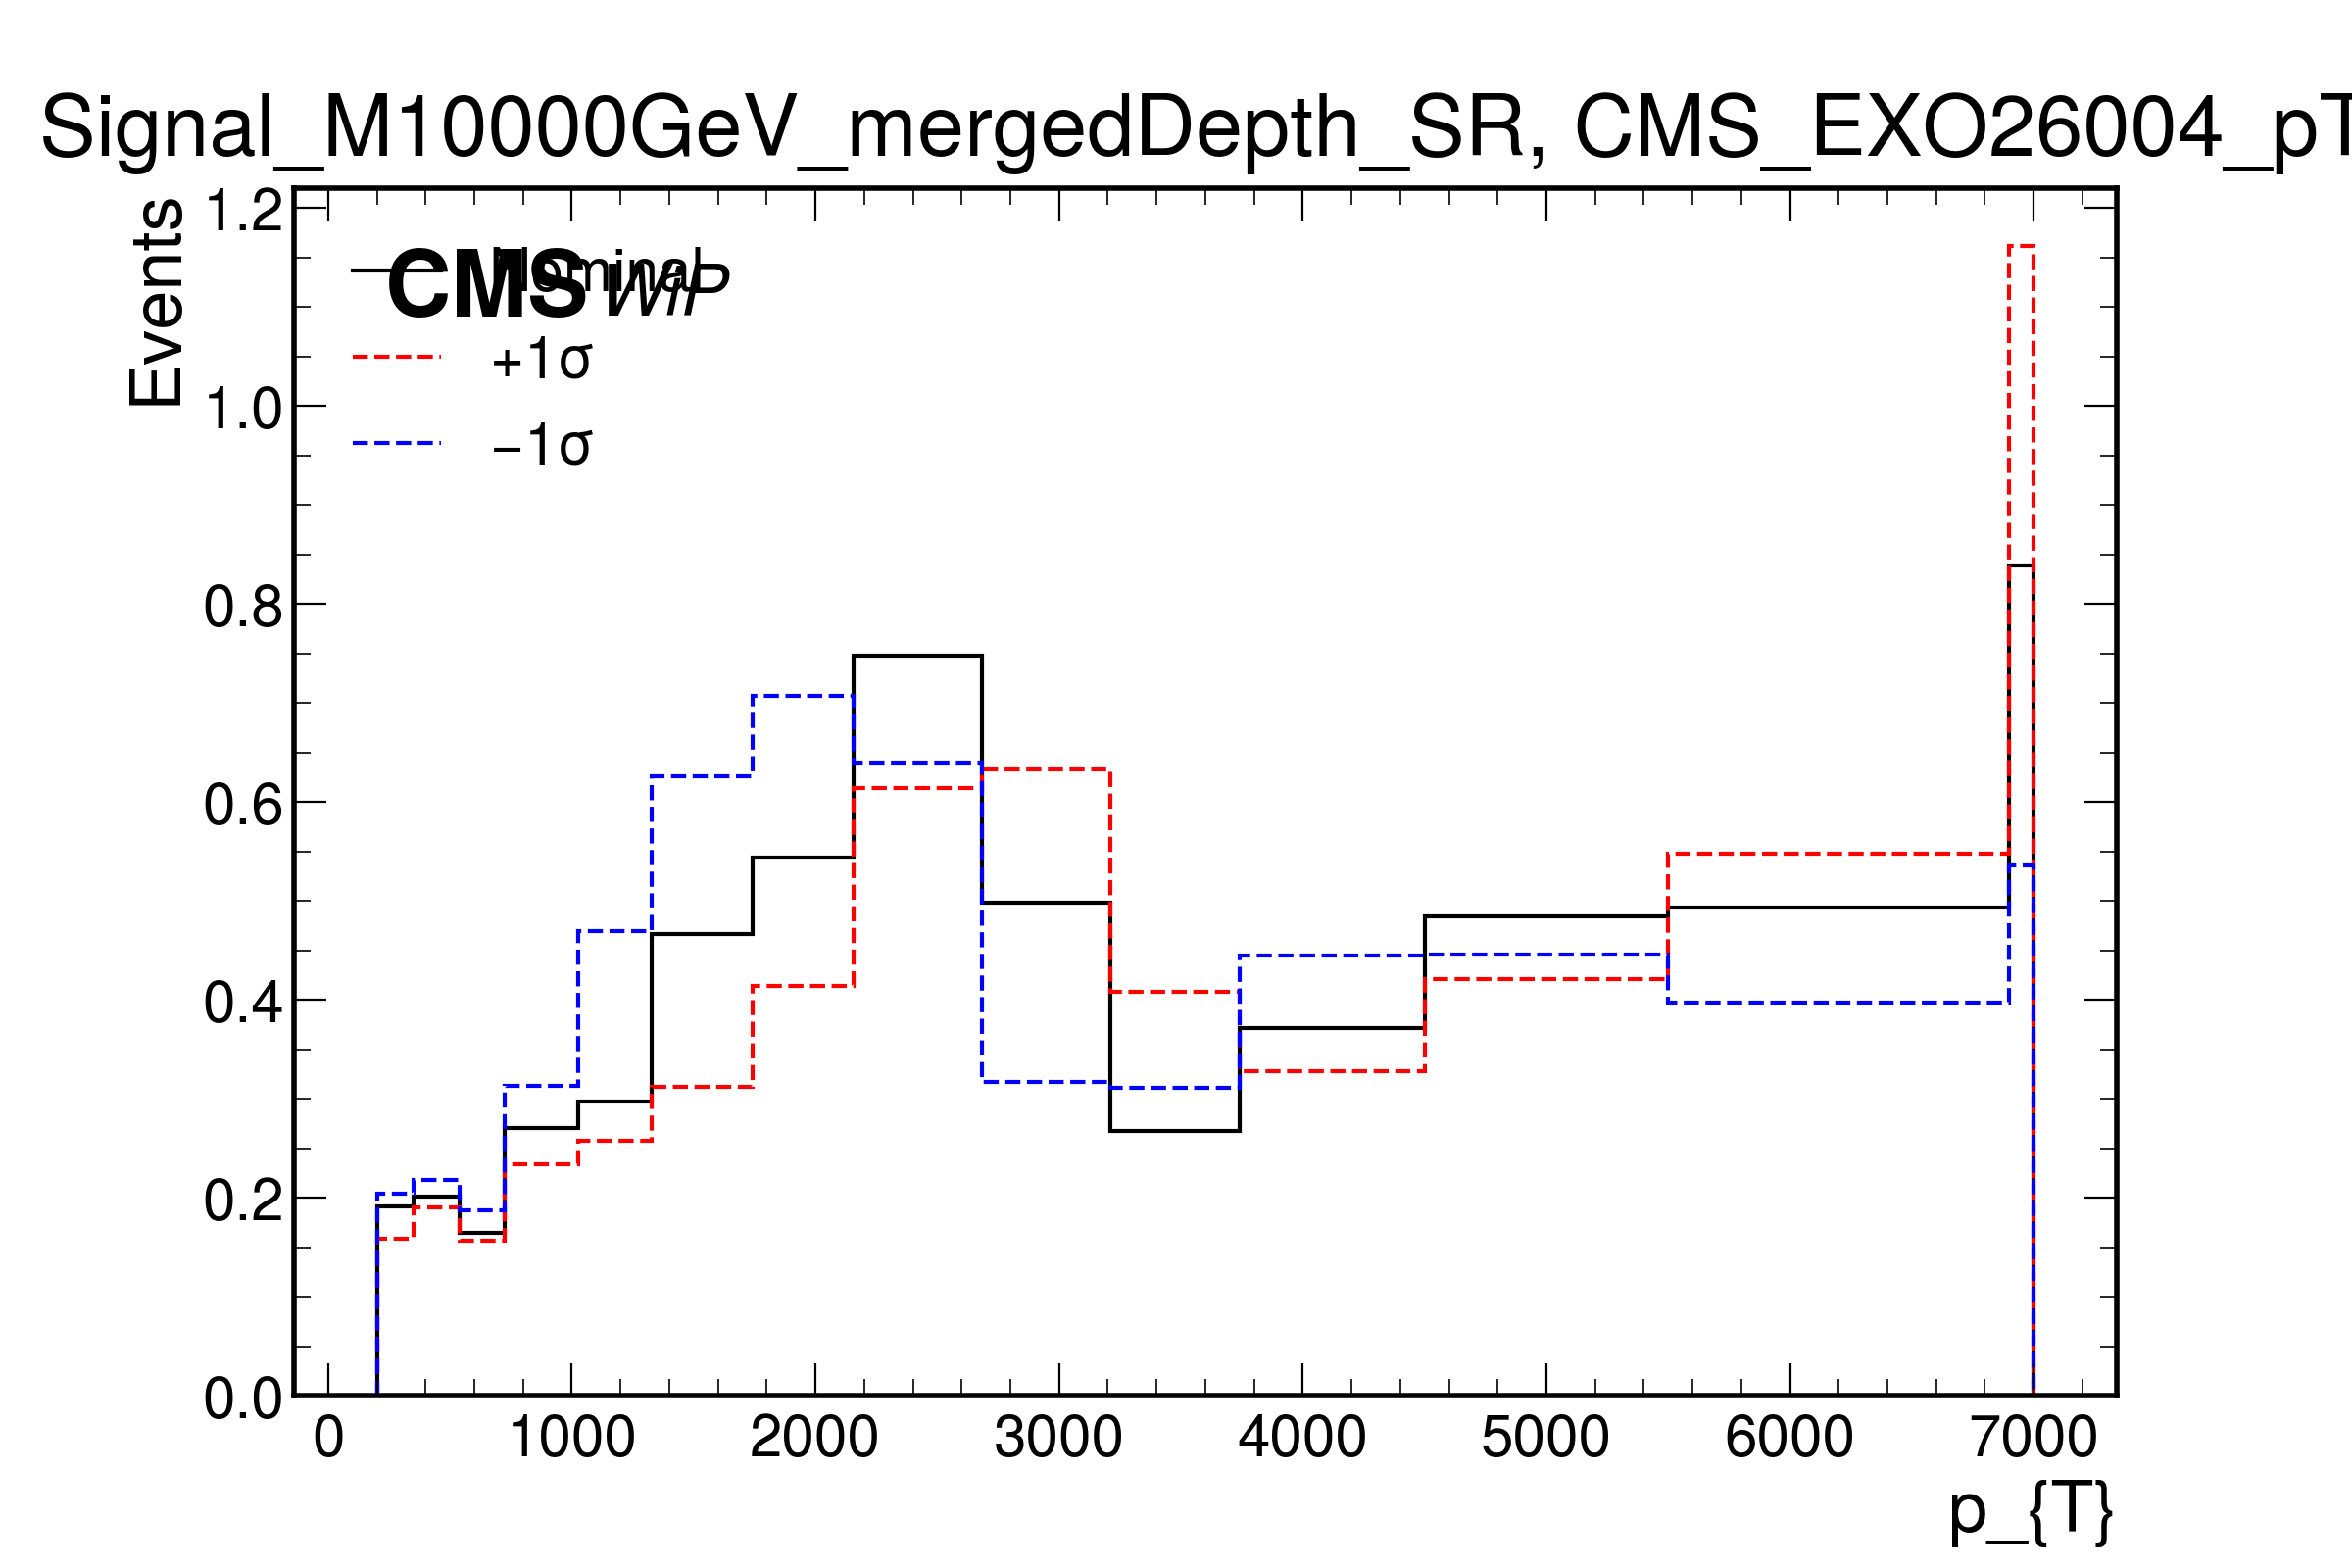 Signal_M10000GeV_mergedDepth_SR, CMS_EXO26004_pT
Events
1.2
1.0
0.8
0.6
0.4
0.2
0.0
CMS WiP
Nominal
+1σ
−1σ
0 1000 2000 3000 4000 5000 6000 7000
p_{T}